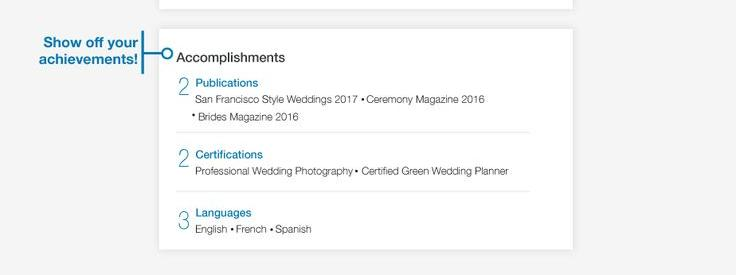 Show off your
achievements!
Accomplishments
2 Publications
San Francisco Style Weddings 2017 • Ceremony Magazine 2016
• Brides Magazine 2016
2 Certifications
Professional Wedding Photography • Certified Green Wedding Planner
3 Languages
English • French • Spanish